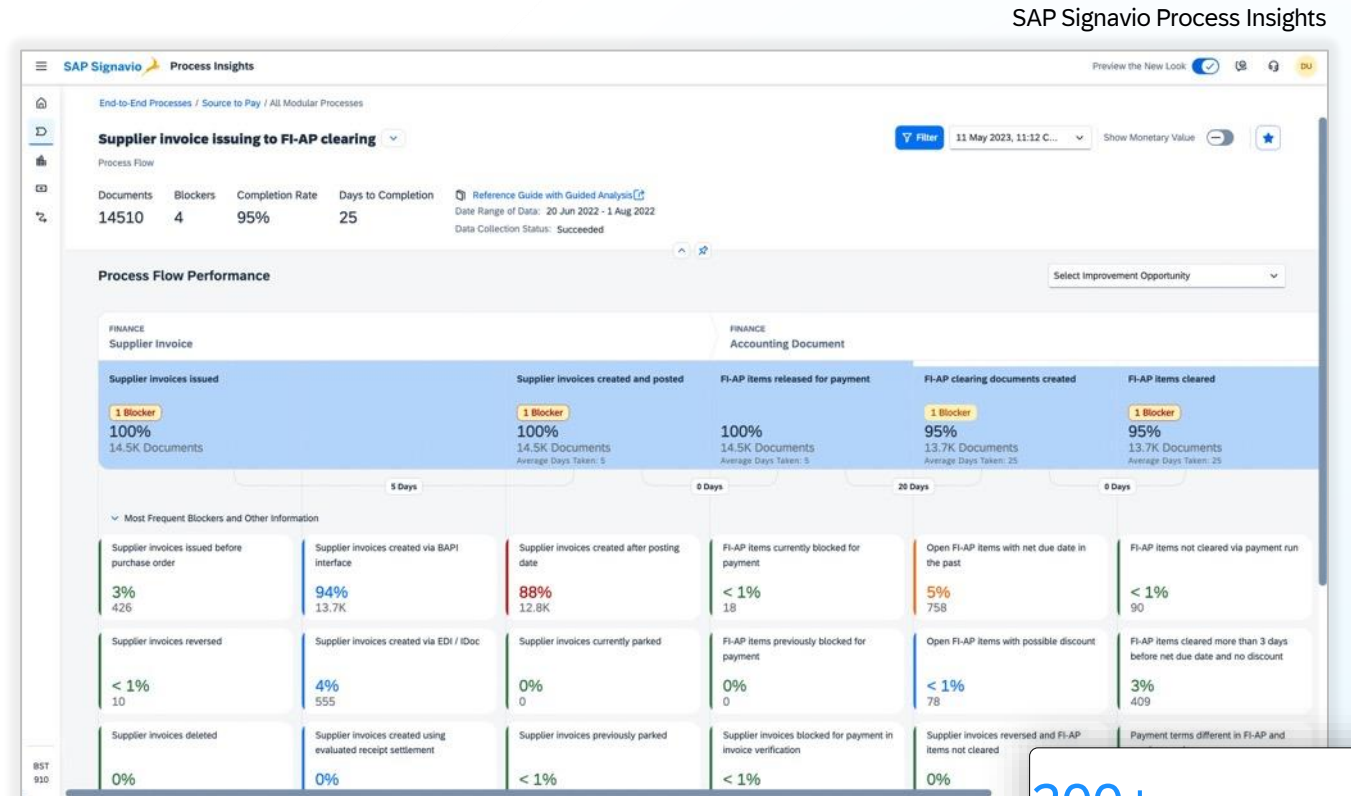 SAP Signavio Process Insights
SAP Signavio Process Insights
Preview the New Look
DU
End-to-End Processes / Source to Pay / All Modular Processes
Supplier invoice issuing to FI-AP clearing
Filter
11 May 2023, 11:12 C...
Show Monetary Value
Process Flow
Documents Blockers Completion Rate Days to Completion
14510 4 95% 25
Reference Guide with Guided Analysis
Date Range of Data: 20 Jun 2022 - 1 Aug 2022
Data Collection Status: Succeeded
Process Flow Performance
Select Improvement Opportunity
FINANCE
Supplier Invoice
FINANCE
Accounting Document
Supplier invoices issued
1 Blocker
100%
14.5K Documents
Supplier invoices created and posted
1 Blocker
100%
14.5K Documents
Average Days Taken: 5
FI-AP items released for payment
100%
14.5K Documents
Average Days Taken: 5
FI-AP clearing documents created
1 Blocker
95%
13.7K Documents
Average Days Taken: 25
FI-AP items cleared
1 Blocker
95%
13.7K Documents
Average Days Taken: 25
5 Days
0 Days
20 Days
0 Days
Most Frequent Blockers and Other Information
Supplier invoices issued before
purchase order
3%
426
Supplier invoices created via BAPI
interface
94%
13.7K
Supplier invoices created after posting
date
88%
12.8K
FI-AP items currently blocked for
payment
< 1%
18
Open FI-AP items with net due date in
the past
5%
758
FI-AP items not cleared via payment run
< 1%
90
Supplier invoices reversed
< 1%
10
Supplier invoices created via EDI / IDoc
4%
555
Supplier invoices currently parked
0%
0
FI-AP items previously blocked for
payment
0%
0
Open FI-AP items with possible discount
< 1%
78
FI-AP items cleared more than 3 days
before net due date and no discount
3%
409
Supplier invoices deleted
0%
Supplier invoices created using
evaluated receipt settlement
0%
Supplier invoices previously parked
< 1%
Supplier invoices blocked for payment in
invoice verification
< 1%
Supplier invoices reversed and FI-AP
items not cleared
0%
Payment terms different in FI-AP and
BST
910